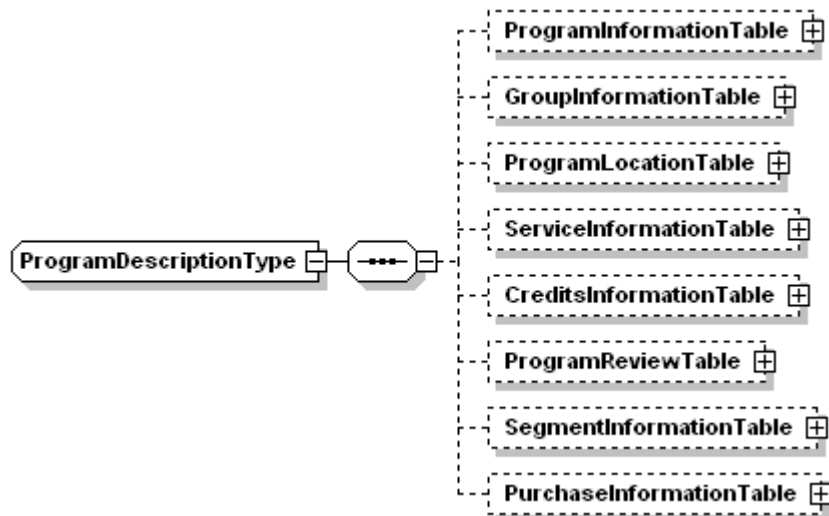 ProgramInformationTable
GroupInformationTable
ProgramLocationTable
ServiceInformationTable
ProgramDescriptionType
CreditsInformationTable
ProgramReviewTable
SegmentInformationTable
PurchaseInformationTable